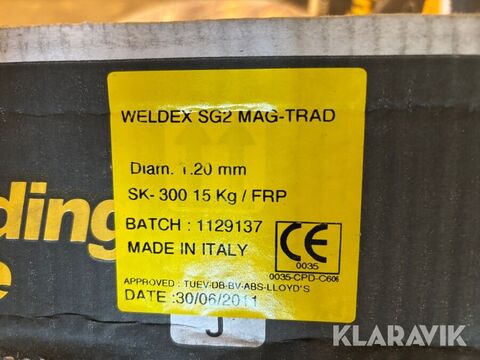 WELDEX SG2 MAG-TRAD
Diam. 1.20 mm
SK- 300 15 Kg / FRP
BATCH : 1129137
MADE IN ITALY
CE
0035
0035-CPD-C606
APPROVED : TUEV-DB-BV-ABS-LLOYD'S
DATE :30/06/2011
ding
e
J
KLARAVIK